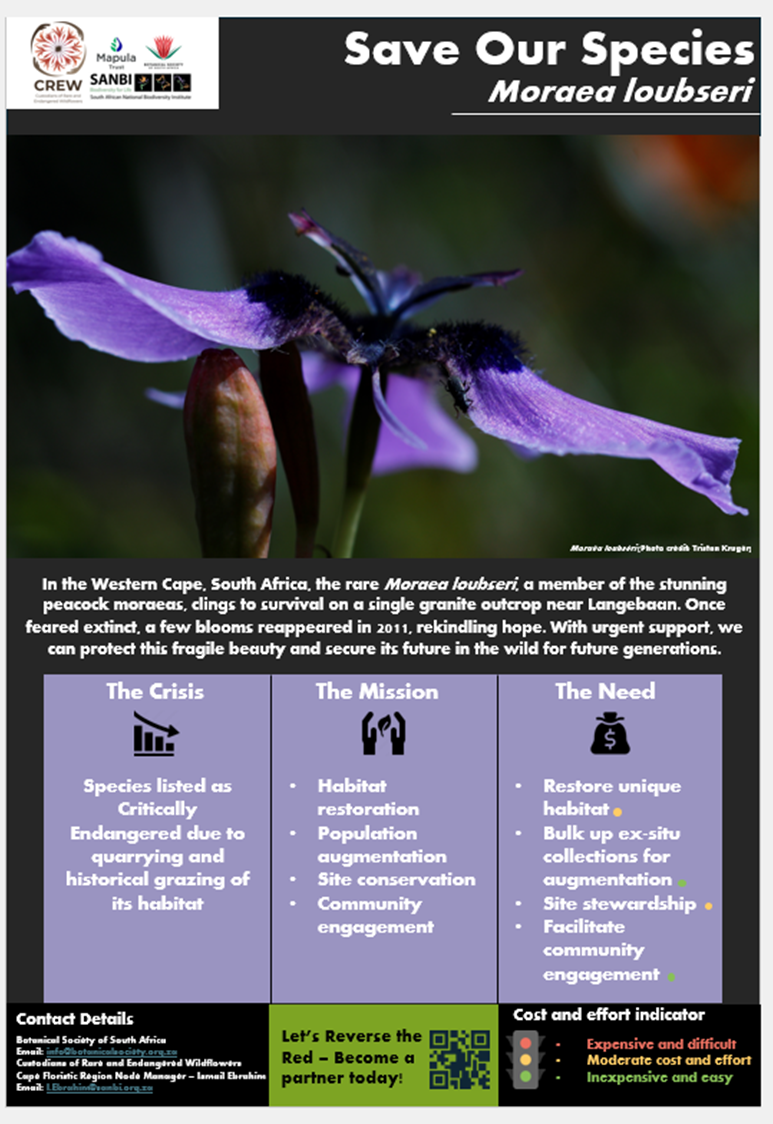 CREW
Custodians of Rare and
Endangered Wildflowers
Mapula
Trust
BOTANICAL SOCIETY
OF SOUTH AFRICA
SANBI
Biodiversity for Life
South African National Biodiversity Institute
Save Our Species
Moraea loubseri
Moraea loubseri; Photo credit: Tristan Kruger
In the Western Cape, South Africa, the rare Moraea loubseri, a member of the stunning
peacock moraeas, clings to survival on a single granite outcrop near Langebaan. Once
feared extinct, a few blooms reappeared in 2011, rekindling hope. With urgent support, we
can protect this fragile beauty and secure its future in the wild for future generations.
The Crisis
Species listed as
Critically
Endangered due to
quarrying and
historical grazing of
its habitat
The Mission
• Habitat
restoration
• Population
augmentation
• Site conservation
• Community
engagement
The Need
• Restore unique
habitat
• Bulk up ex-situ
collections for
augmentation
• Site stewardship
• Facilitate
community
engagement
Contact Details
Botanical Society of South Africa
Email: info@botanicalsociety.org.za
Custodians of Rare and Endangered Wildflowers
Cape Floristic Region Node Manager – Ismail Ebrahim
Email: I.Ebrahim@sanbi.org.za
Let's Reverse the
Red – Become a
partner today!
Cost and effort indicator
- Expensive and difficult
- Moderate cost and effort
- Inexpensive and easy